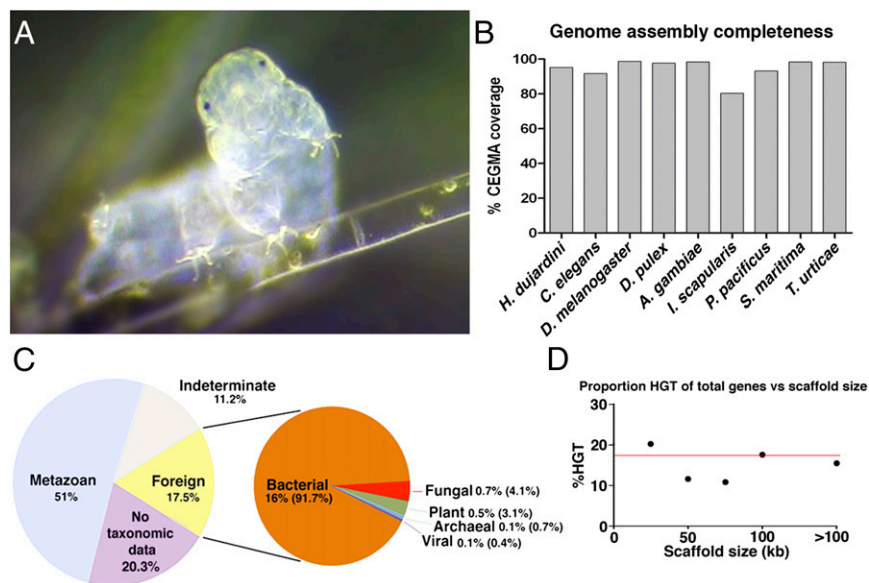 A
B
Genome assembly completeness
% CEGMA coverage
100
80
60
40
20
0
H. dujardini
C. elegans
D. melanogaster
D. pulex
A. gambiae
I. scapularis
P. pacificus
S. maritima
T. urticae
C
Indeterminate
11.2%
Metazoan
51%
Foreign
17.5%
No
taxonomic
data
20.3%
Bacterial
16% (91.7%)
Fungal 0.7% (4.1%)
Plant 0.5% (3.1%)
Archaeal 0.1% (0.7%)
Viral 0.1% (0.4%)
D
Proportion HGT of total genes vs scaffold size
%HGT
30
20
10
0
0
50
100
>100
Scaffold size (kb)